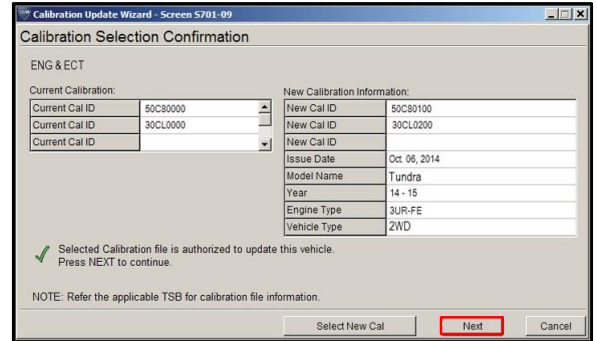 Calibration Update Wizard - Screen S701-09
Calibration Selection Confirmation
ENG & ECT
Current Calibration:
Current Cal ID 50C80000
Current Cal ID 30CL0000
Current Cal ID
New Calibration Information:
New Cal ID 50C80100
New Cal ID 30CL0200
New Cal ID
Issue Date Oct. 06, 2014
Model Name Tundra
Year 14 - 15
Engine Type 3UR-FE
Vehicle Type 2WD
Selected Calibration file is authorized to update this vehicle.
Press NEXT to continue.
NOTE: Refer the applicable TSB for calibration file information.
Select New Cal Next Cancel